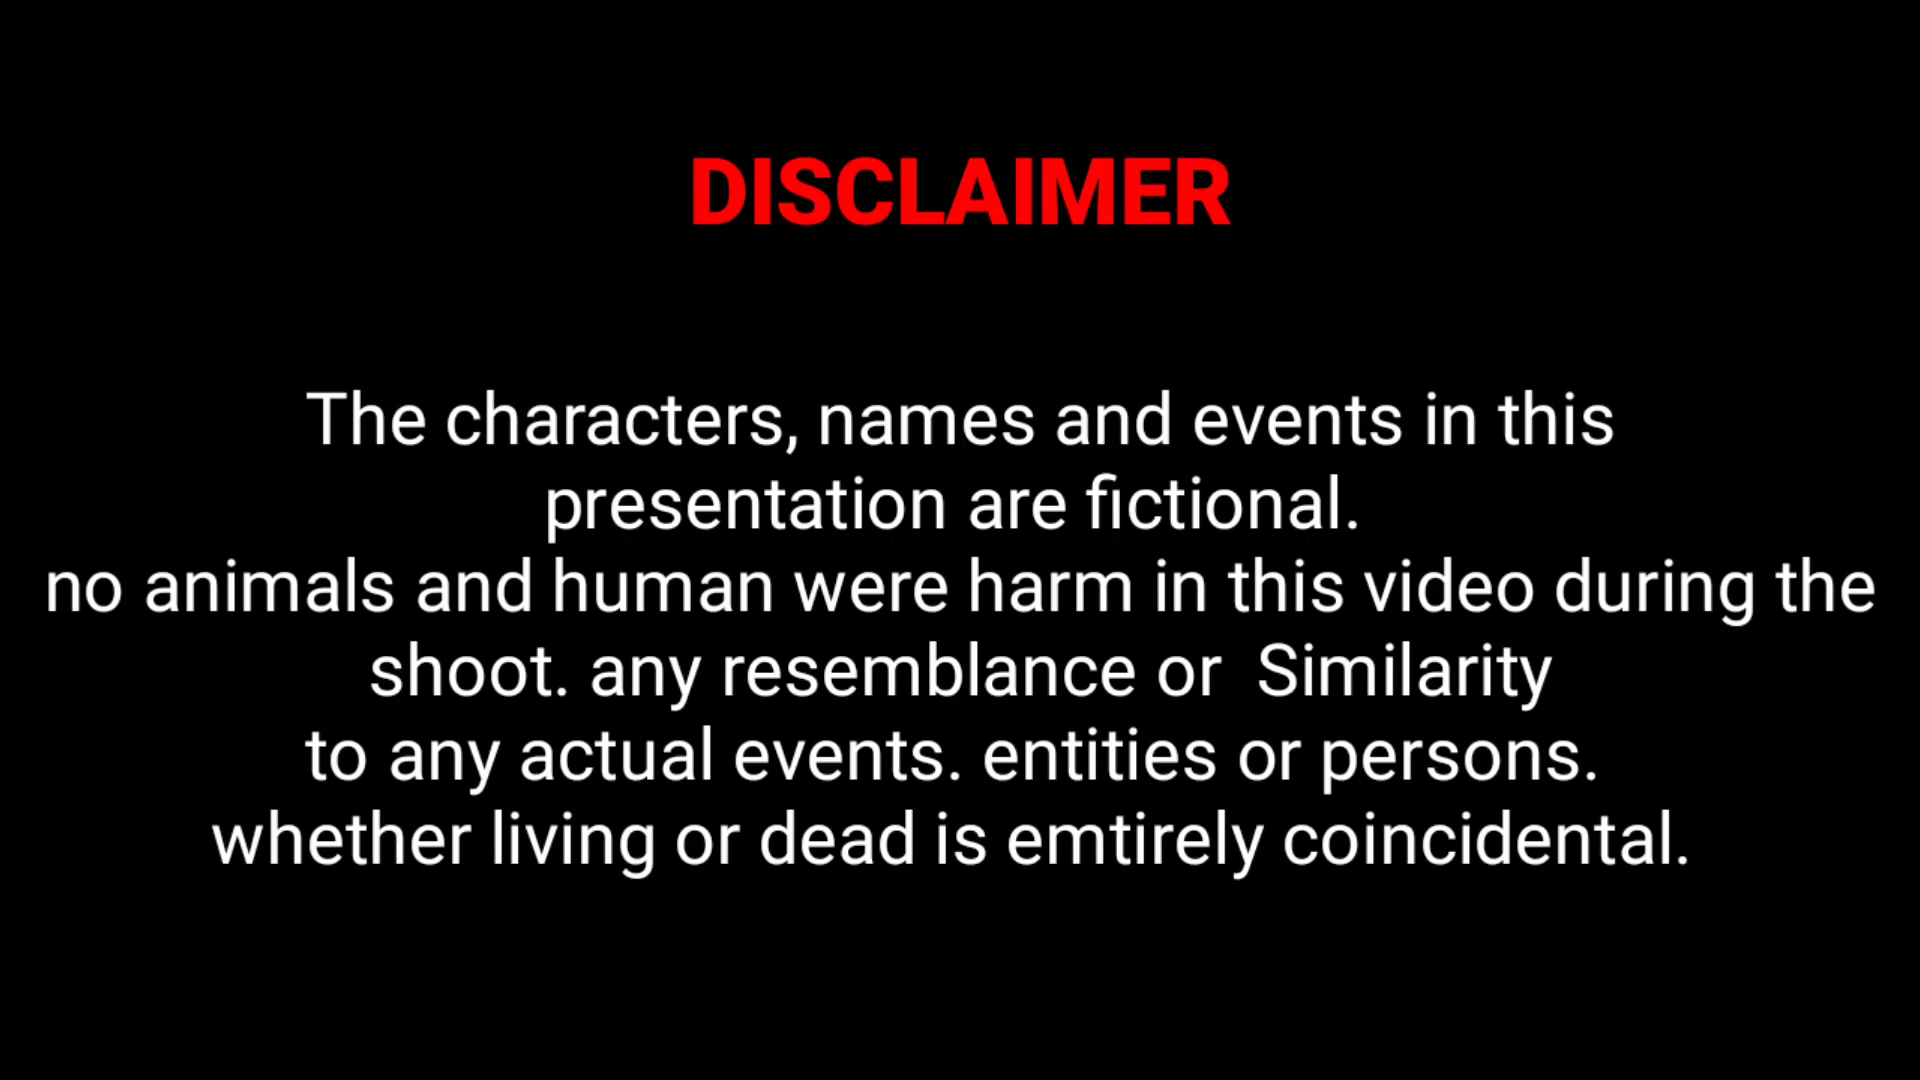 DISCLAIMER
The characters, names and events in this
presentation are fictional.
no animals and human were harm in this video during the
shoot. any resemblance or  Similarity
to any actual events. entities or persons.
whether living or dead is emtirely coincidental.